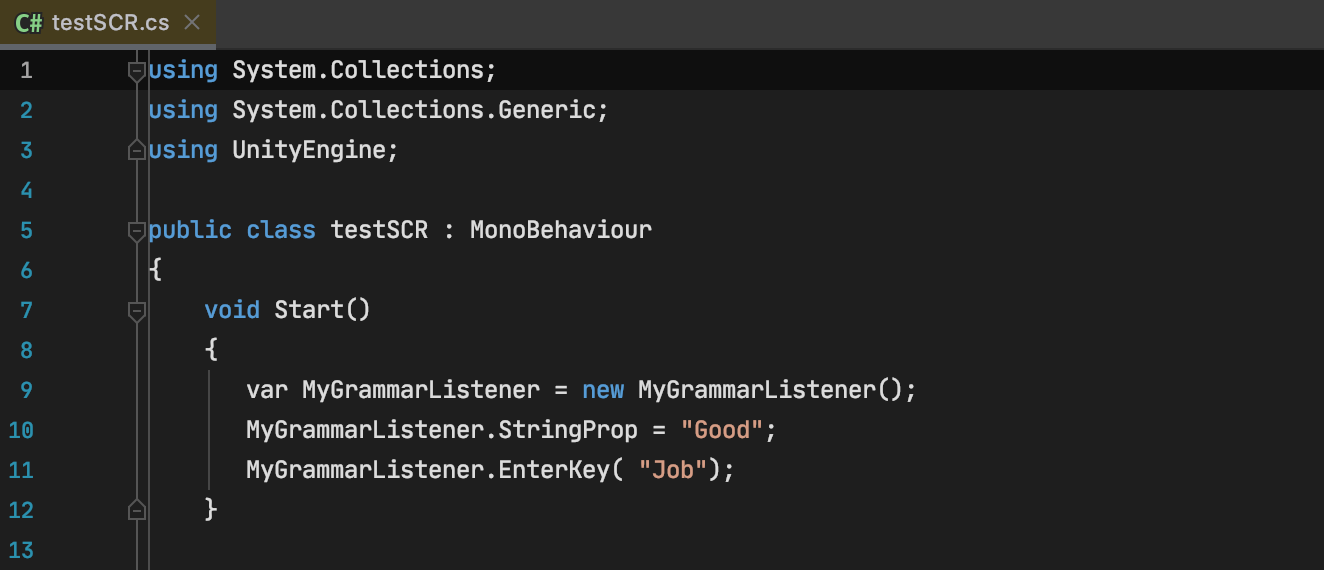 C# testSCR.cs ×
1 using System.Collections;
2 using System.Collections.Generic;
3 using UnityEngine;
4
5 public class testSCR : MonoBehaviour
6 {
7 void Start()
8 {
9 var MyGrammarListener = new MyGrammarListener();
10 MyGrammarListener.StringProp = "Good";
11 MyGrammarListener.EnterKey( "Job");
12 }
13